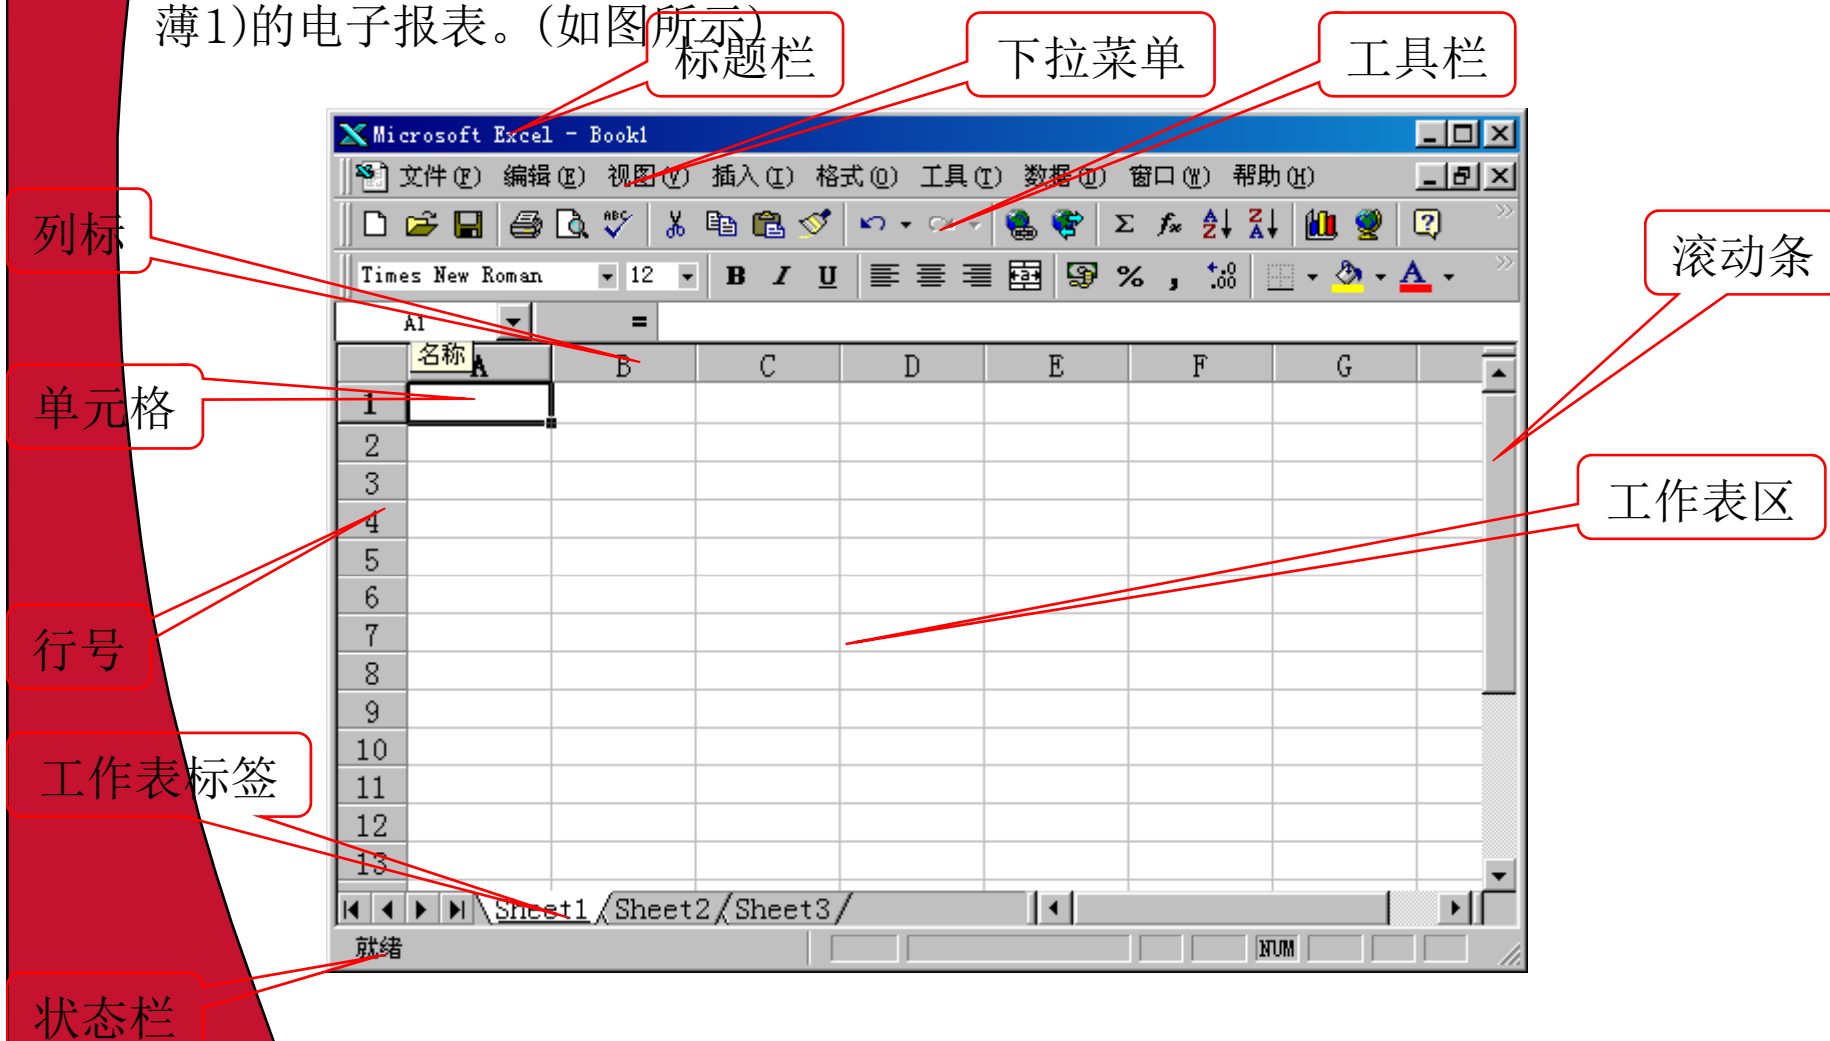 薄1)的电子报表。(如图所示)
标题栏
下拉菜单
工具栏
Microsoft Excel - Book1
文件(F) 编辑(E) 视图(V) 插入(I) 格式(O) 工具(T) 数据(D) 窗口(W) 帮助(H)
列标
滚动条
Times New Roman 12 B I U % ,
A1 =
名称
A B C D E F G
单元格
1
2
3
工作表区
4
5
6
行号
7
8
9
10
工作表标签
11
12
13
Sheet1 Sheet2 Sheet3
就绪 NUM
状态栏